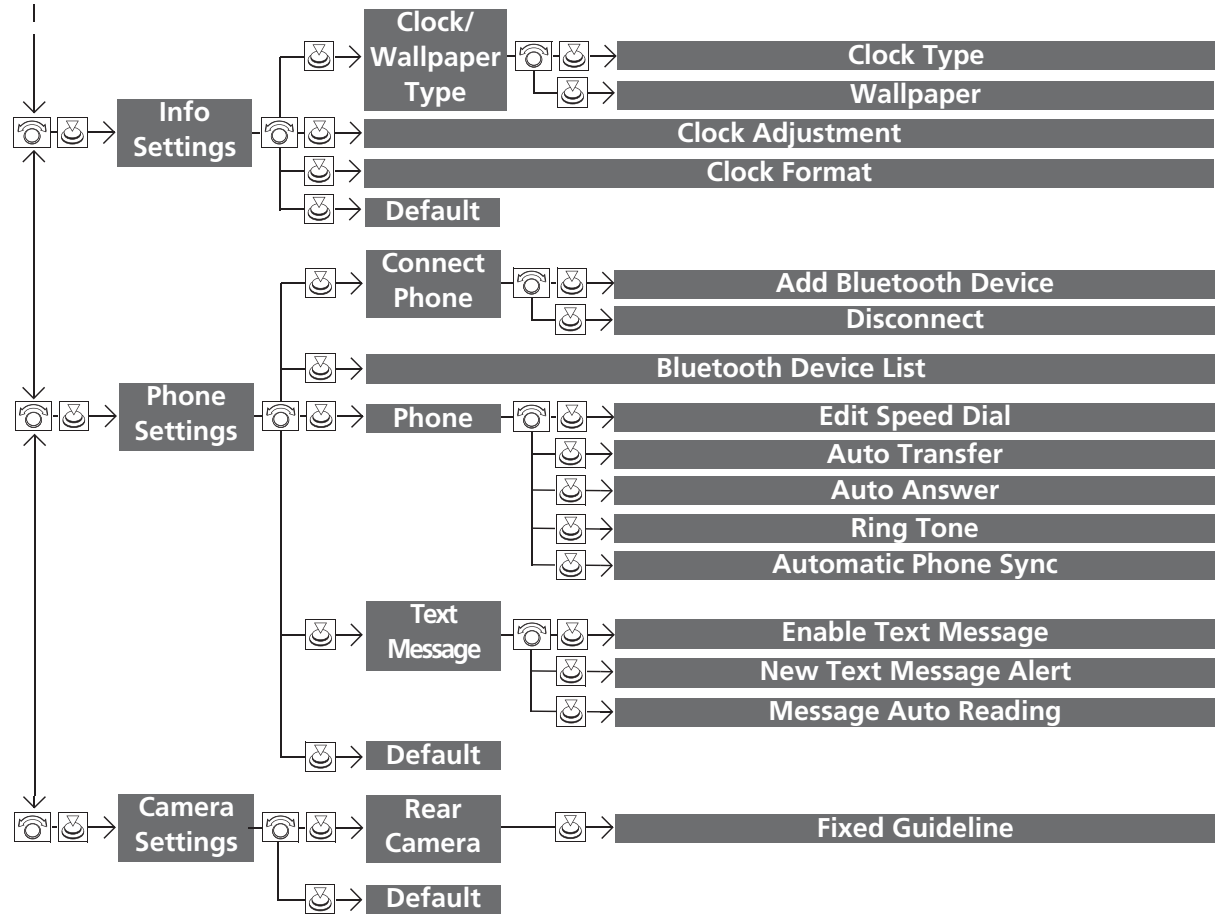 Clock/
Wallpaper
Type
Clock Type
Wallpaper
Info
Settings
Clock Adjustment
Clock Format
Default
Connect
Phone
Add Bluetooth Device
Disconnect
Bluetooth Device List
Phone
Settings
Phone
Edit Speed Dial
Auto Transfer
Auto Answer
Ring Tone
Automatic Phone Sync
Text
Message
Enable Text Message
New Text Message Alert
Message Auto Reading
Default
Camera
Settings
Rear
Camera
Fixed Guideline
Default